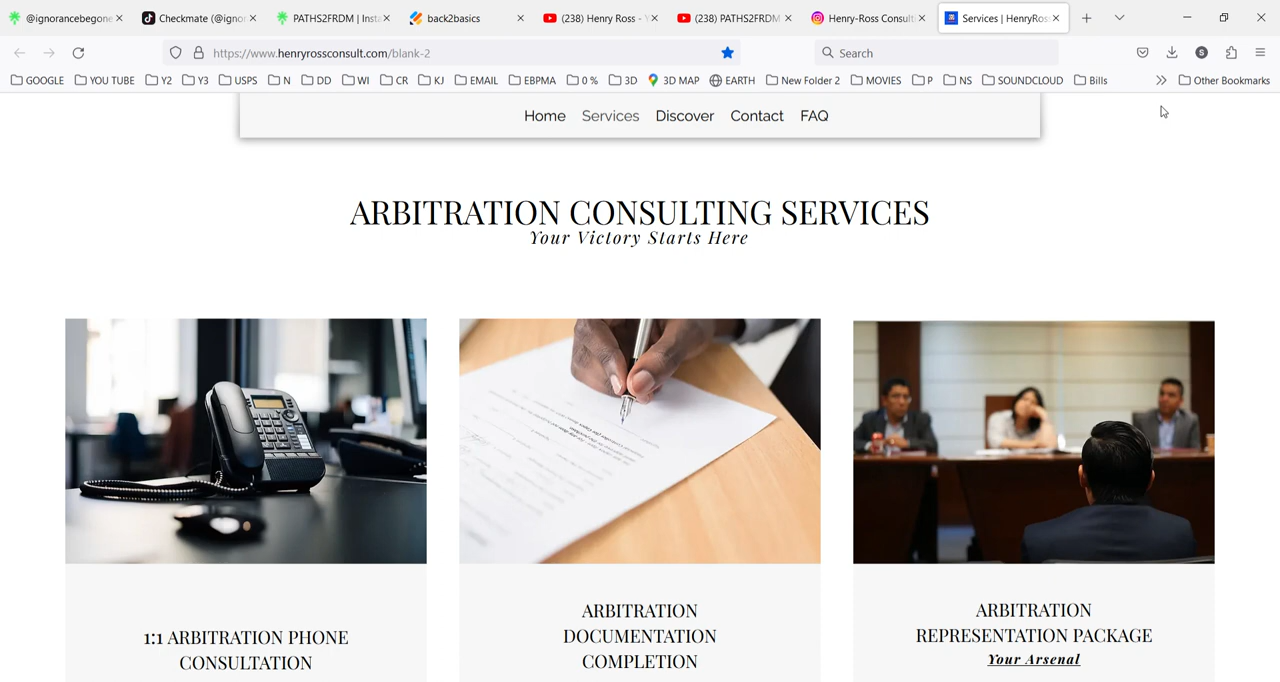 @ignorancebegone
Checkmate (@ignor
PATHS2FRDM | Insta
back2basics
(238) Henry Ross - Y
(238) PATHS2FRDM
Henry-Ross Consulti
Services | HenryRos
https://www.henryrossconsult.com/blank-2
Search
S
GOOGLE YOU TUBE Y2 Y3 USPS N DD WI CR KJ EMAIL EBPMA 0 % 3D 3D MAP EARTH New Folder 2 MOVIES P NS SOUNDCLOUD Bills Other Bookmarks
Home Services Discover Contact FAQ
ARBITRATION CONSULTING SERVICES
Your Victory Starts Here
1:1 ARBITRATION PHONE
CONSULTATION
ARBITRATION
DOCUMENTATION
COMPLETION
ARBITRATION
REPRESENTATION PACKAGE
Your Arsenal